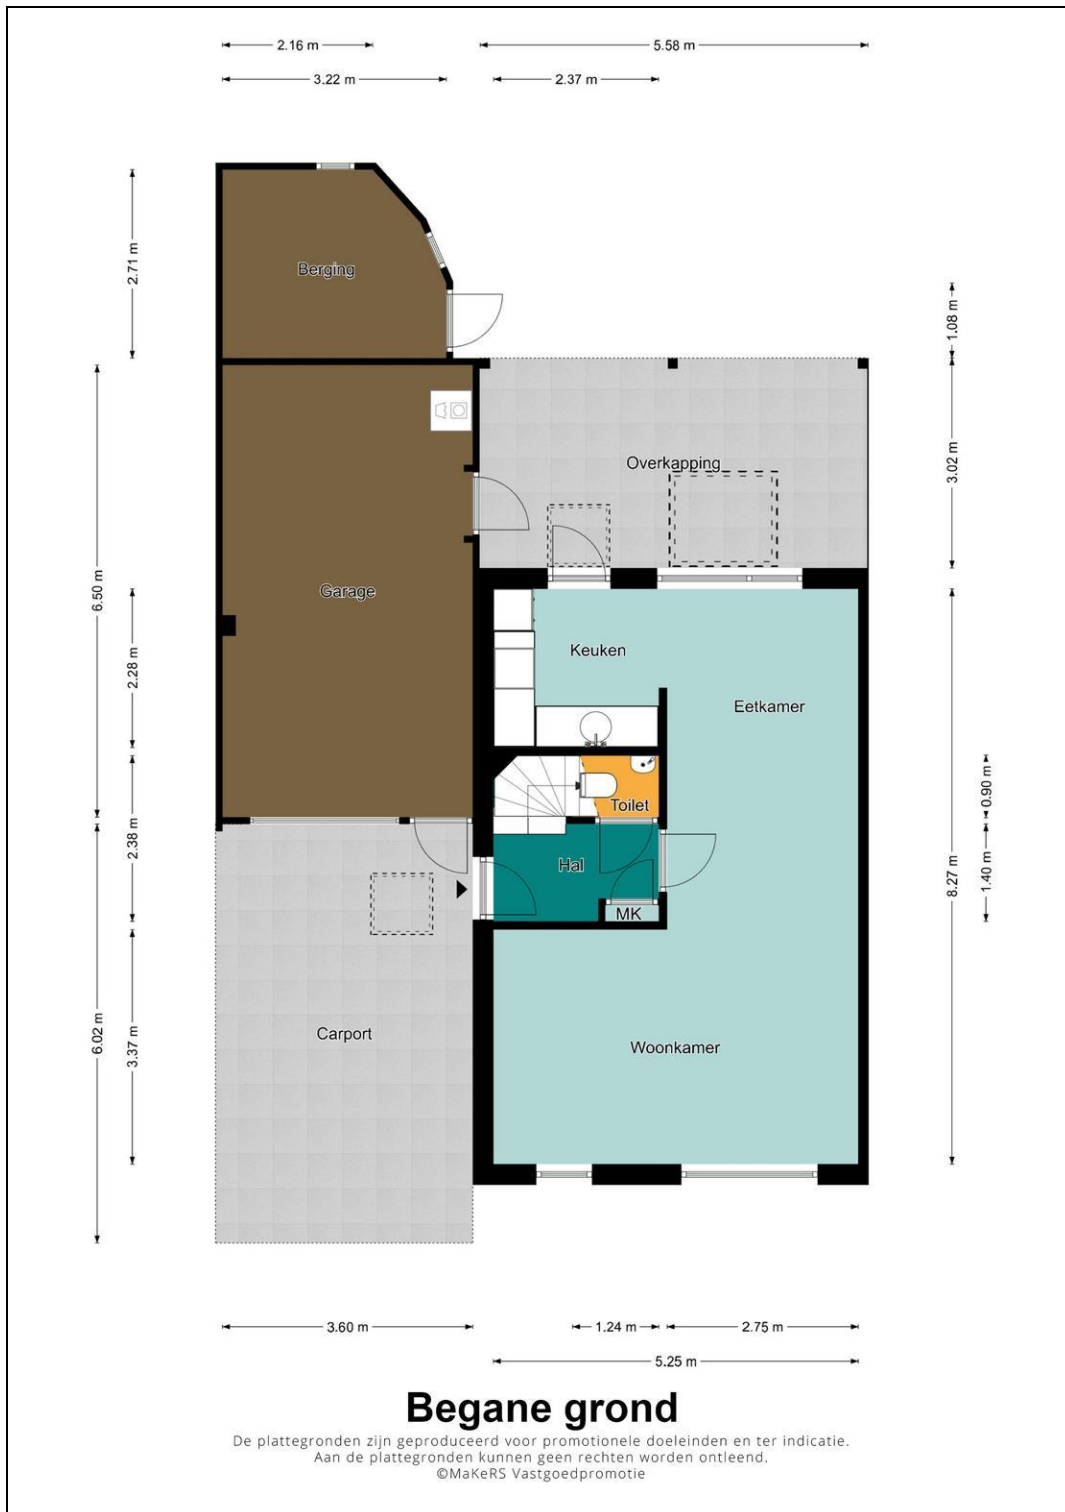 2.16 m
5.58 m
3.22 m
2.37 m
2.71 m
Berging
1.08 m
Overkapping
3.02 m
Garage
6.50 m
Keuken
2.28 m
Eetkamer
0.90 m
Toilet
2.38 m
Hal
1.40 m
8.27 m
MK
Carport
6.02 m
3.37 m
Woonkamer
3.60 m
1.24 m
2.75 m
5.25 m
Begane grond
De plattegronden zijn geproduceerd voor promotionele doeleinden en ter indicatie.
Aan de plattegronden kunnen geen rechten worden ontleend.
©MaKeRS Vastgoedpromotie